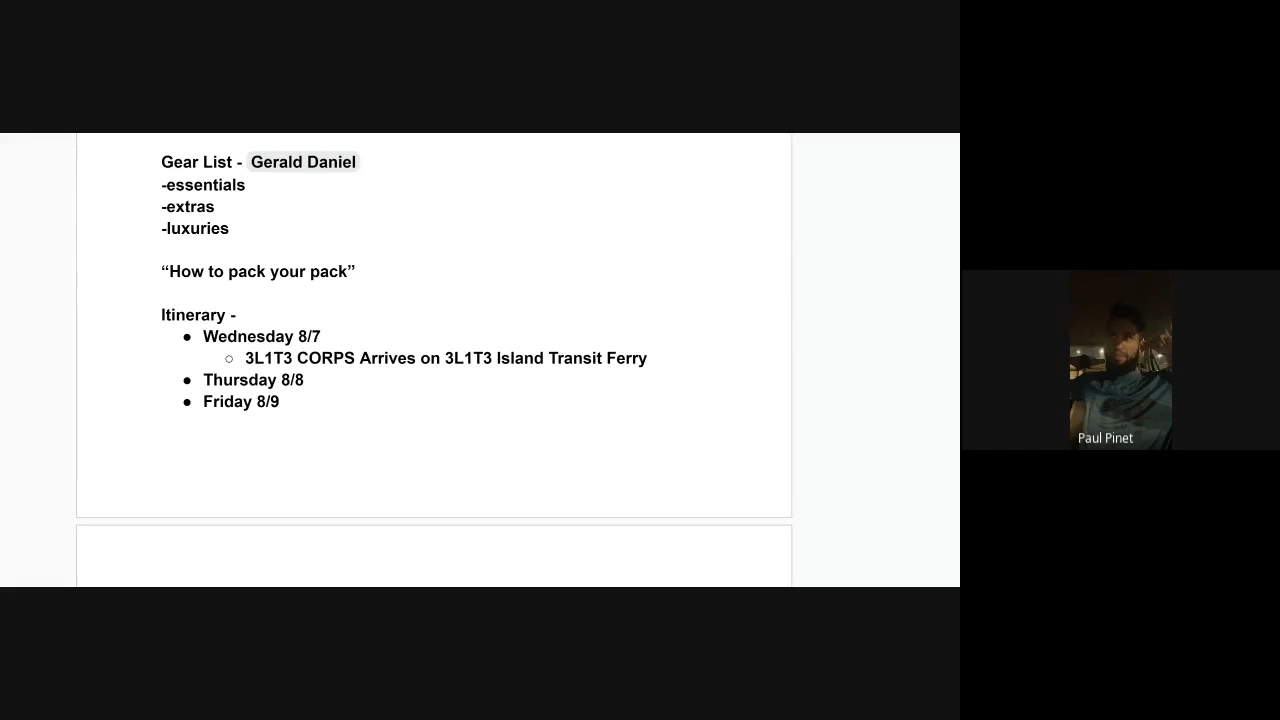 Gear List - Gerald Daniel
-essentials
-extras
-luxuries
“How to pack your pack”
Itinerary -
● Wednesday 8/7
○ 3L1T3 CORPS Arrives on 3L1T3 Island Transit Ferry
● Thursday 8/8
● Friday 8/9
Paul Pinet